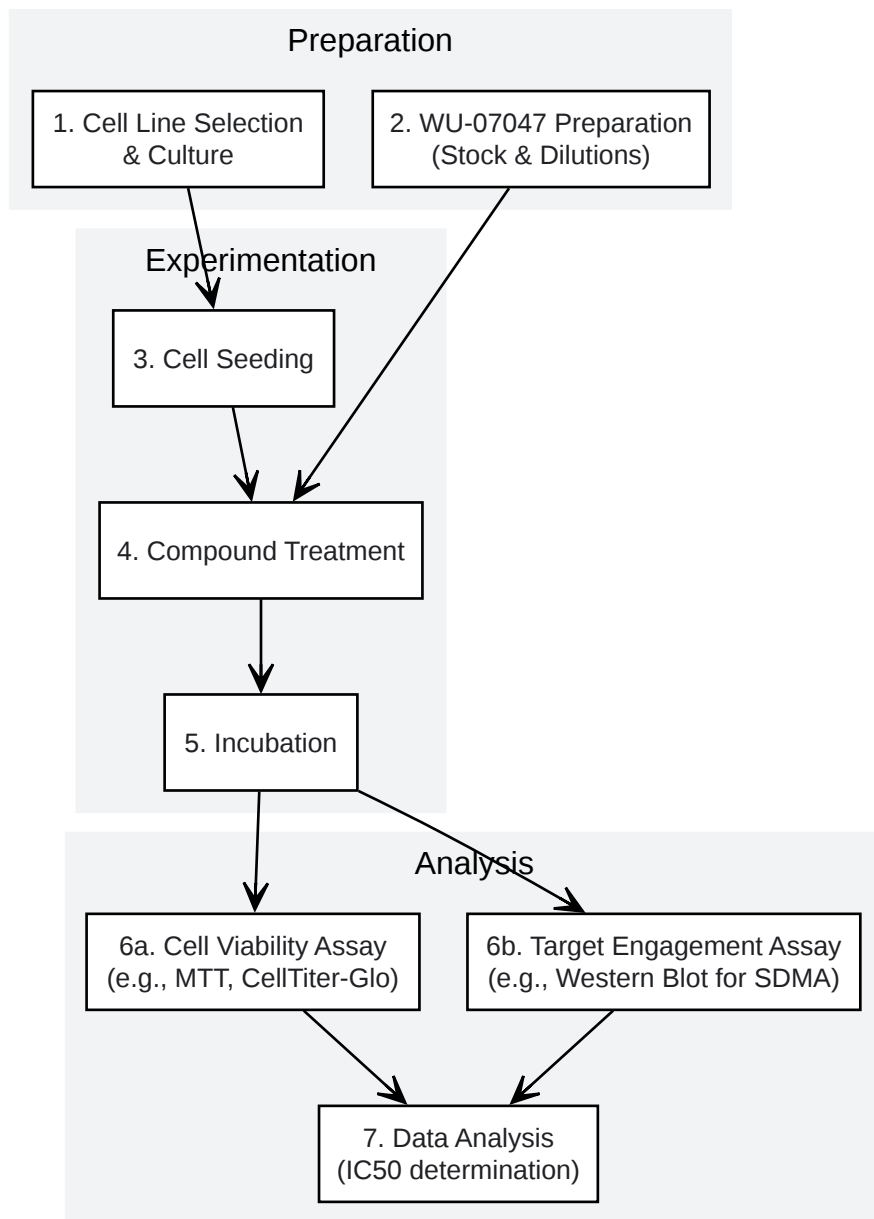 Preparation
1. Cell Line Selection
& Culture
2. WU-07047 Preparation
(Stock & Dilutions)
Experimentation
3. Cell Seeding
4. Compound Treatment
5. Incubation
Analysis
6a. Cell Viability Assay
(e.g., MTT, CellTiter-Glo)
6b. Target Engagement Assay
(e.g., Western Blot for SDMA)
7. Data Analysis
(IC50 determination)